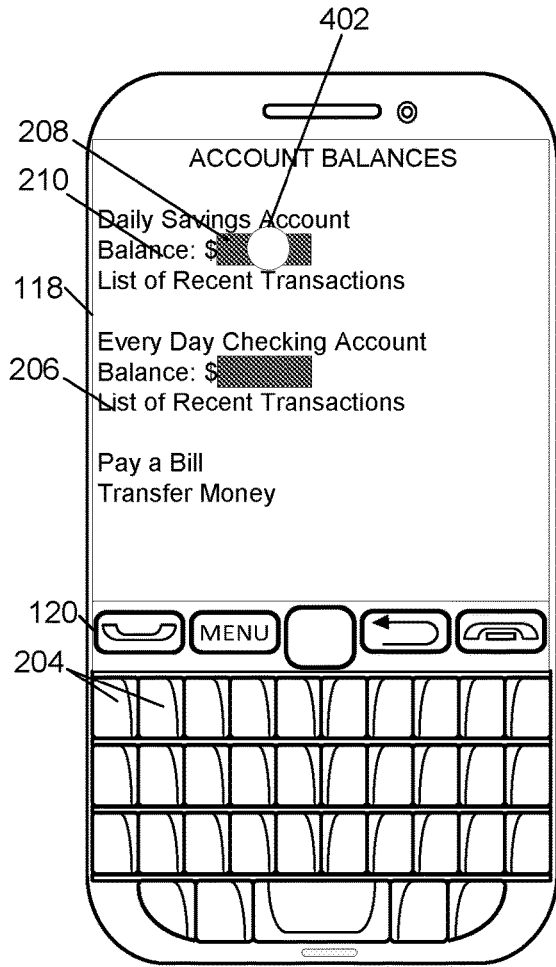 402
208
ACCOUNT BALANCES
210
Daily Savings Account
Balance: $
118
List of Recent Transactions
Every Day Checking Account
206
Balance: $
List of Recent Transactions
Pay a Bill
Transfer Money
120
MENU
204